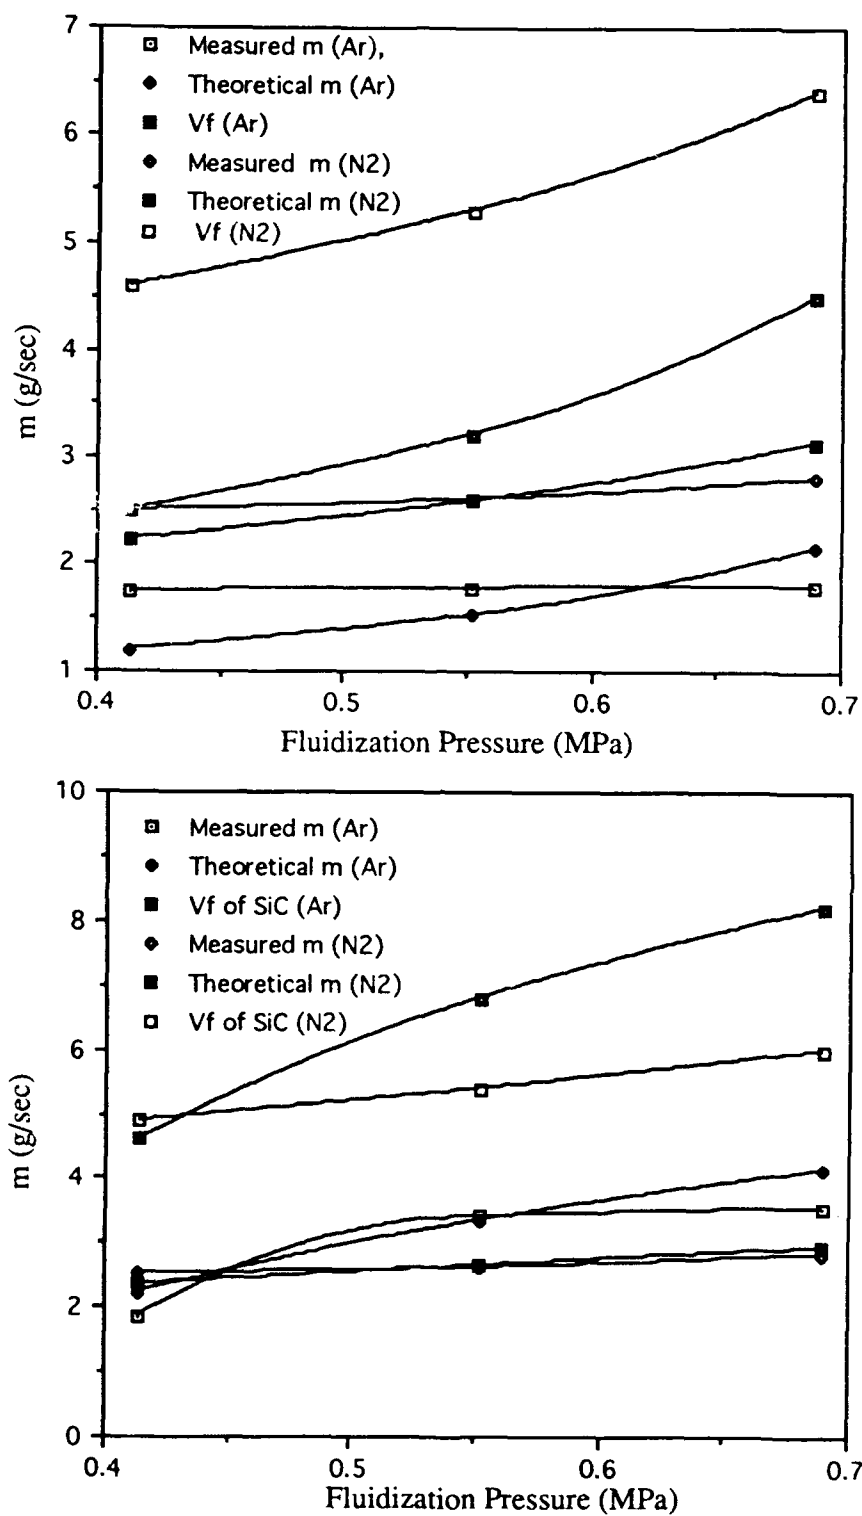 7
6
5
4
3
2
1
m (g/sec)
Measured m (Ar),
Theoretical m (Ar)
Vf (Ar)
Measured m (N2)
Theoretical m (N2)
Vf (N2)
0.4 0.5 0.6 0.7
Fluidization Pressure (MPa)
10
8
6
4
2
0
m (g/sec)
Measured m (Ar)
Theoretical m (Ar)
Vf of SiC (Ar)
Measured m (N2)
Theoretical m (N2)
Vf of SiC (N2)
0.4 0.5 0.6 0.7
Fluidization Pressure (MPa)